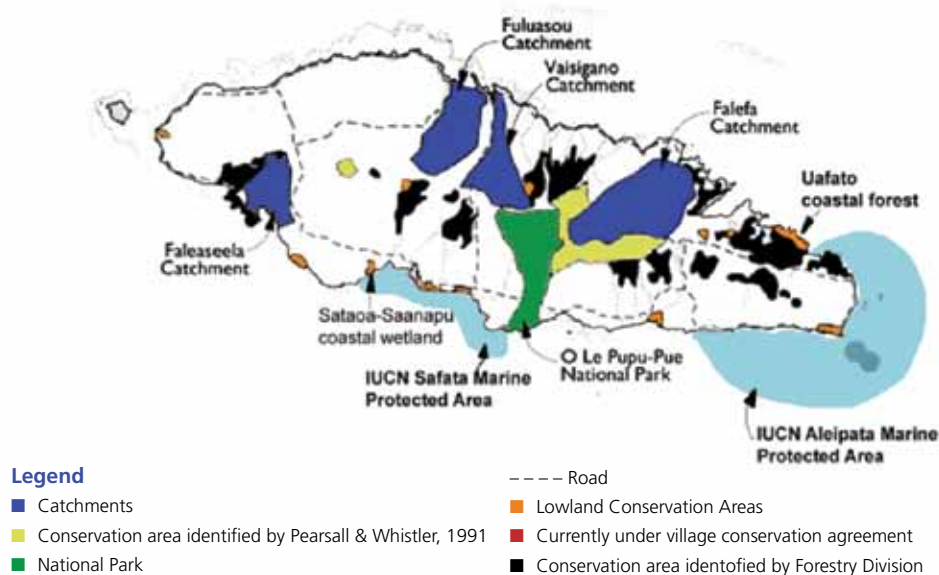 Fuluasou
Catchment
Vaisigano
Catchment
Falefa
Catchment
Uafato
coastal forest
Faleaseela
Catchment
Sataoa-Saanapu
coastal wetland
IUCN Safata Marine
Protected Area
O Le Pupu-Pue
National Park
IUCN Aleipata Marine
Protected Area
Legend
Catchments
Conservation area identified by Pearsall & Whistler, 1991
National Park
Road
Lowland Conservation Areas
Currently under village conservation agreement
Conservation area identofied by Forestry Division